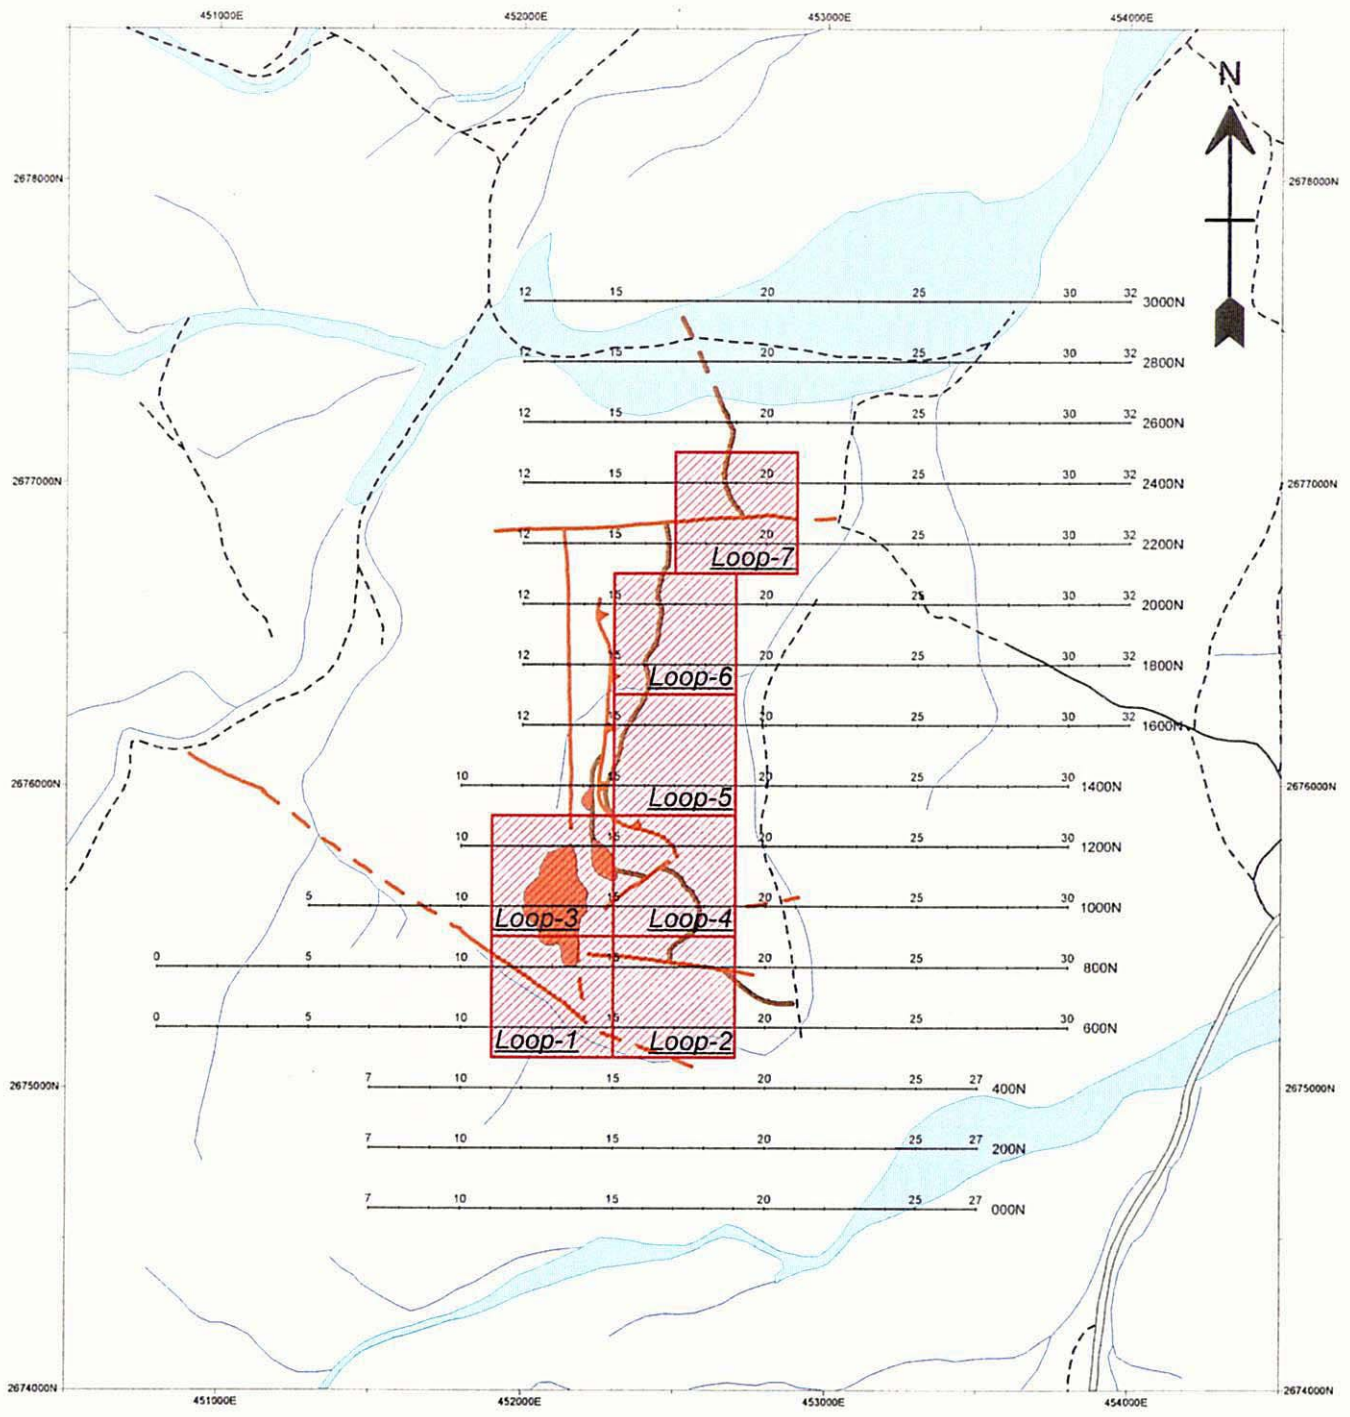 451000E 452000E 453000E 454000E
N
2678000N 2678000N
12 15 20 25 30 32 3000N
12 15 20 25 30 32 2800N
12 15 20 25 30 32 2600N
2677000N 12 15 20 25 30 32 2400N 2677000N
12 15 20 25 30 32 2200N
Loop-7
12 15 20 25 30 32 2000N
12 15 20 25 30 32 1800N
Loop-6
12 15 20 25 30 32 1600N
2676000N 10 15 20 25 30 1400N 2676000N
Loop-5
10 15 20 25 30 1200N
5 10 15 20 25 30 1000N
Loop-3 Loop-4
0 5 10 15 20 25 30 800N
0 5 10 15 20 25 30 600N
Loop-1 Loop-2
2675000N 7 10 15 20 25 27 400N 2675000N
7 10 15 20 25 27 200N
7 10 15 20 25 27 000N
2674000N 2674000N
451000E 452000E 453000E 454000E